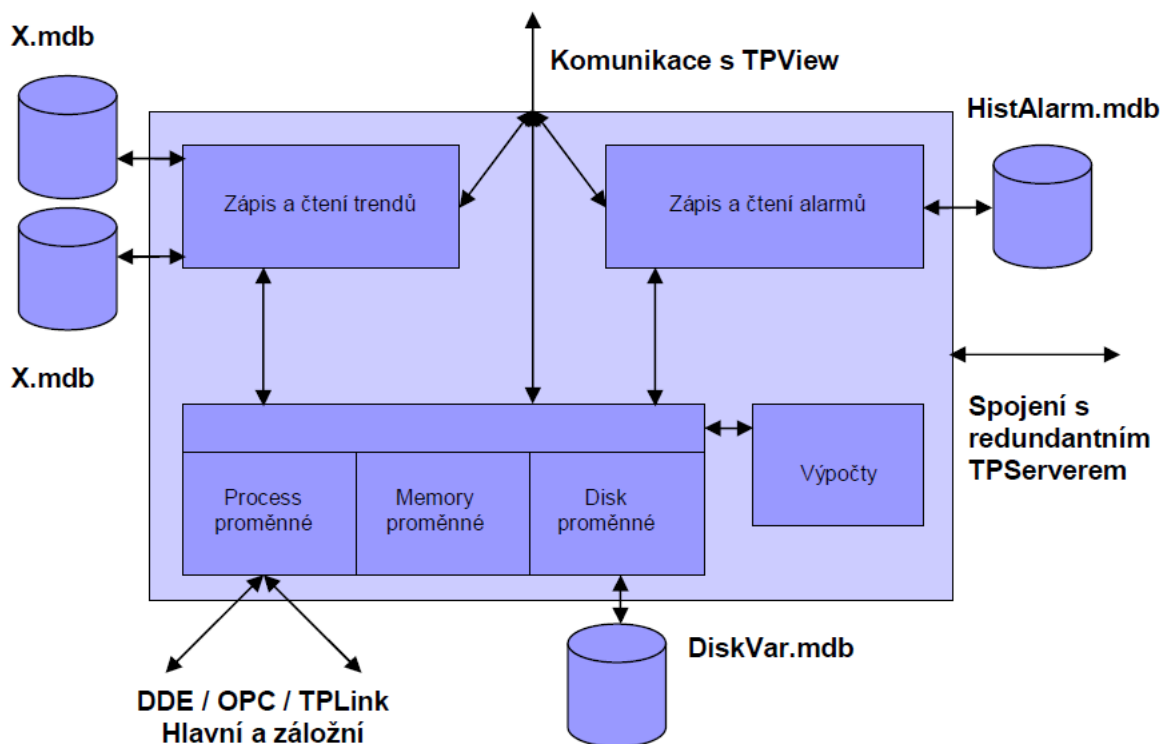 X.mdb
Komunikace s TPView
HistAlarm.mdb
Zápis a čtení trendů
Zápis a čtení alarmů
X.mdb
Spojení s
redundantním
TPServerem
Výpočty
Process
proměnné
Memory
proměnné
Disk
proměnné
DiskVar.mdb
DDE / OPC / TPLink
Hlavní a záložní